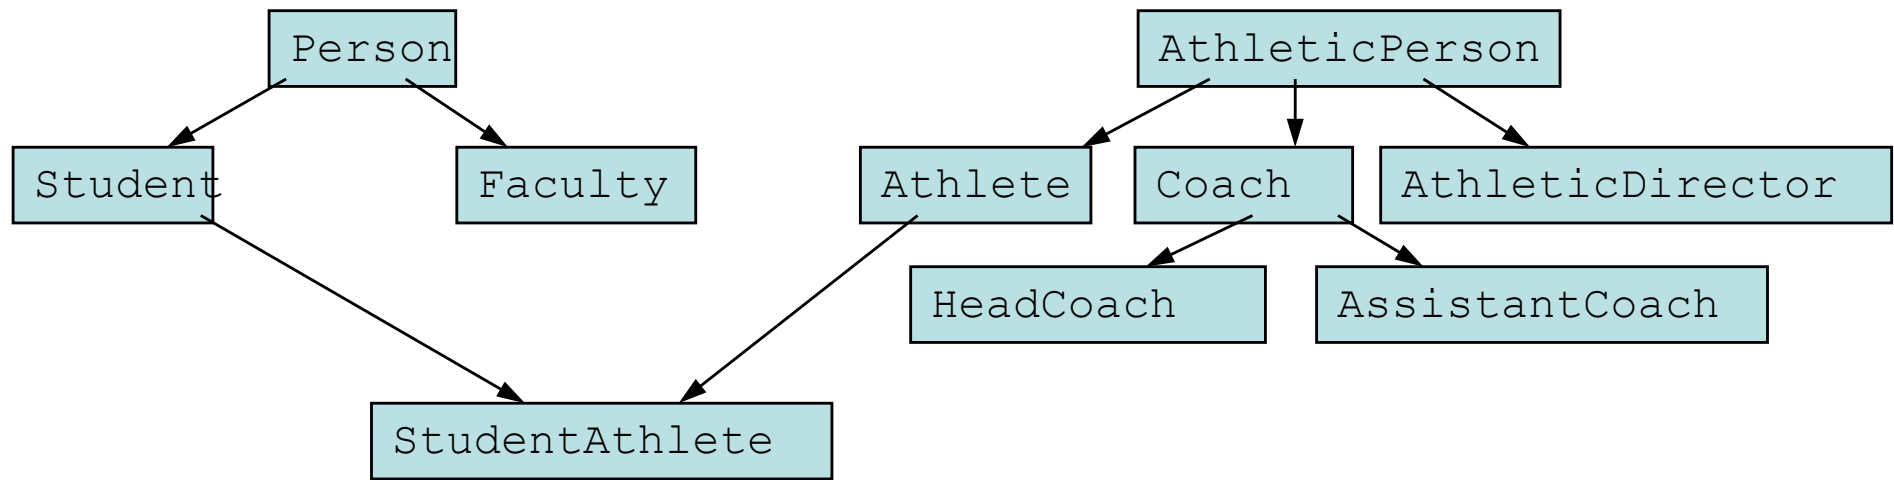 Person
AthleticPerson
Student
Faculty
Athlete
Coach
AthleticDirector
HeadCoach
AssistantCoach
StudentAthlete